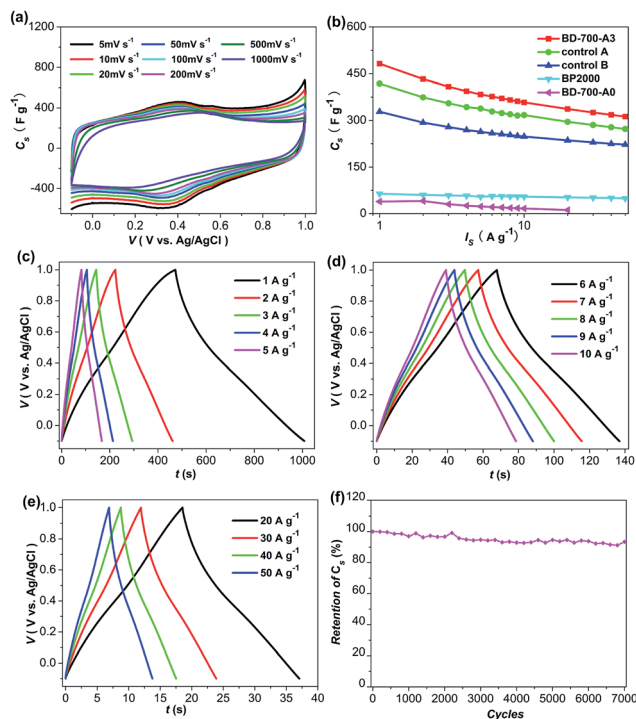 (a)
5mV s⁻¹ 50mV s⁻¹ 500mV s⁻¹
10mV s⁻¹ 100mV s⁻¹ 1000mV s⁻¹
20mV s⁻¹ 200mV s⁻¹
Cₛ ( F g⁻¹)
800
400
0
-400
0.0 0.2 0.4 0.6 0.8 1.0
V ( V vs. Ag/AgCl)
(b)
BD-700-A3
control A
control B
BP2000
BD-700-A0
Cₛ ( F g⁻¹)
600
450
300
150
0
1 10
Iₛ ( A g⁻¹)
(c)
1 A g⁻¹
2 A g⁻¹
3 A g⁻¹
4 A g⁻¹
5 A g⁻¹
V ( V vs. Ag/AgCl)
1.0
0.8
0.6
0.4
0.2
0.0
0 200 400 600 800 1000
t (s)
(d)
6 A g⁻¹
7 A g⁻¹
8 A g⁻¹
9 A g⁻¹
10 A g⁻¹
V ( V vs. Ag/AgCl)
1.0
0.8
0.6
0.4
0.2
0.0
0 20 40 60 80 100 120 140
t (s)
(e)
20 A g⁻¹
30 A g⁻¹
40 A g⁻¹
50 A g⁻¹
V ( V vs. Ag/AgCl)
1.0
0.8
0.6
0.4
0.2
0.0
0 5 10 15 20 25 30 35 40
t (s)
(f)
Retention of Cₛ (%)
120
100
80
60
40
20
0
0 1000 2000 3000 4000 5000 6000 7000
Cycles